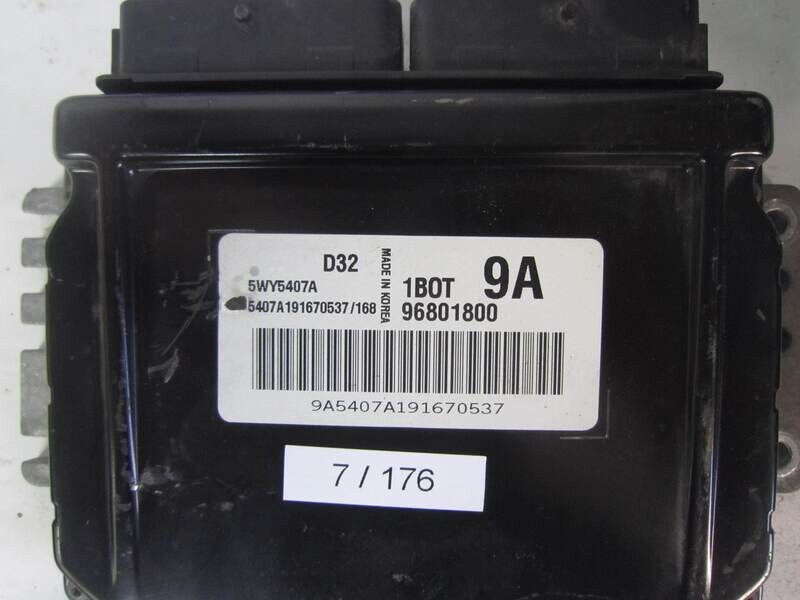 D32
5WY5407A
5407A191670537/168
MADE IN KOREA
1BOT 9A
96801800
9A5407A191670537
7 / 176